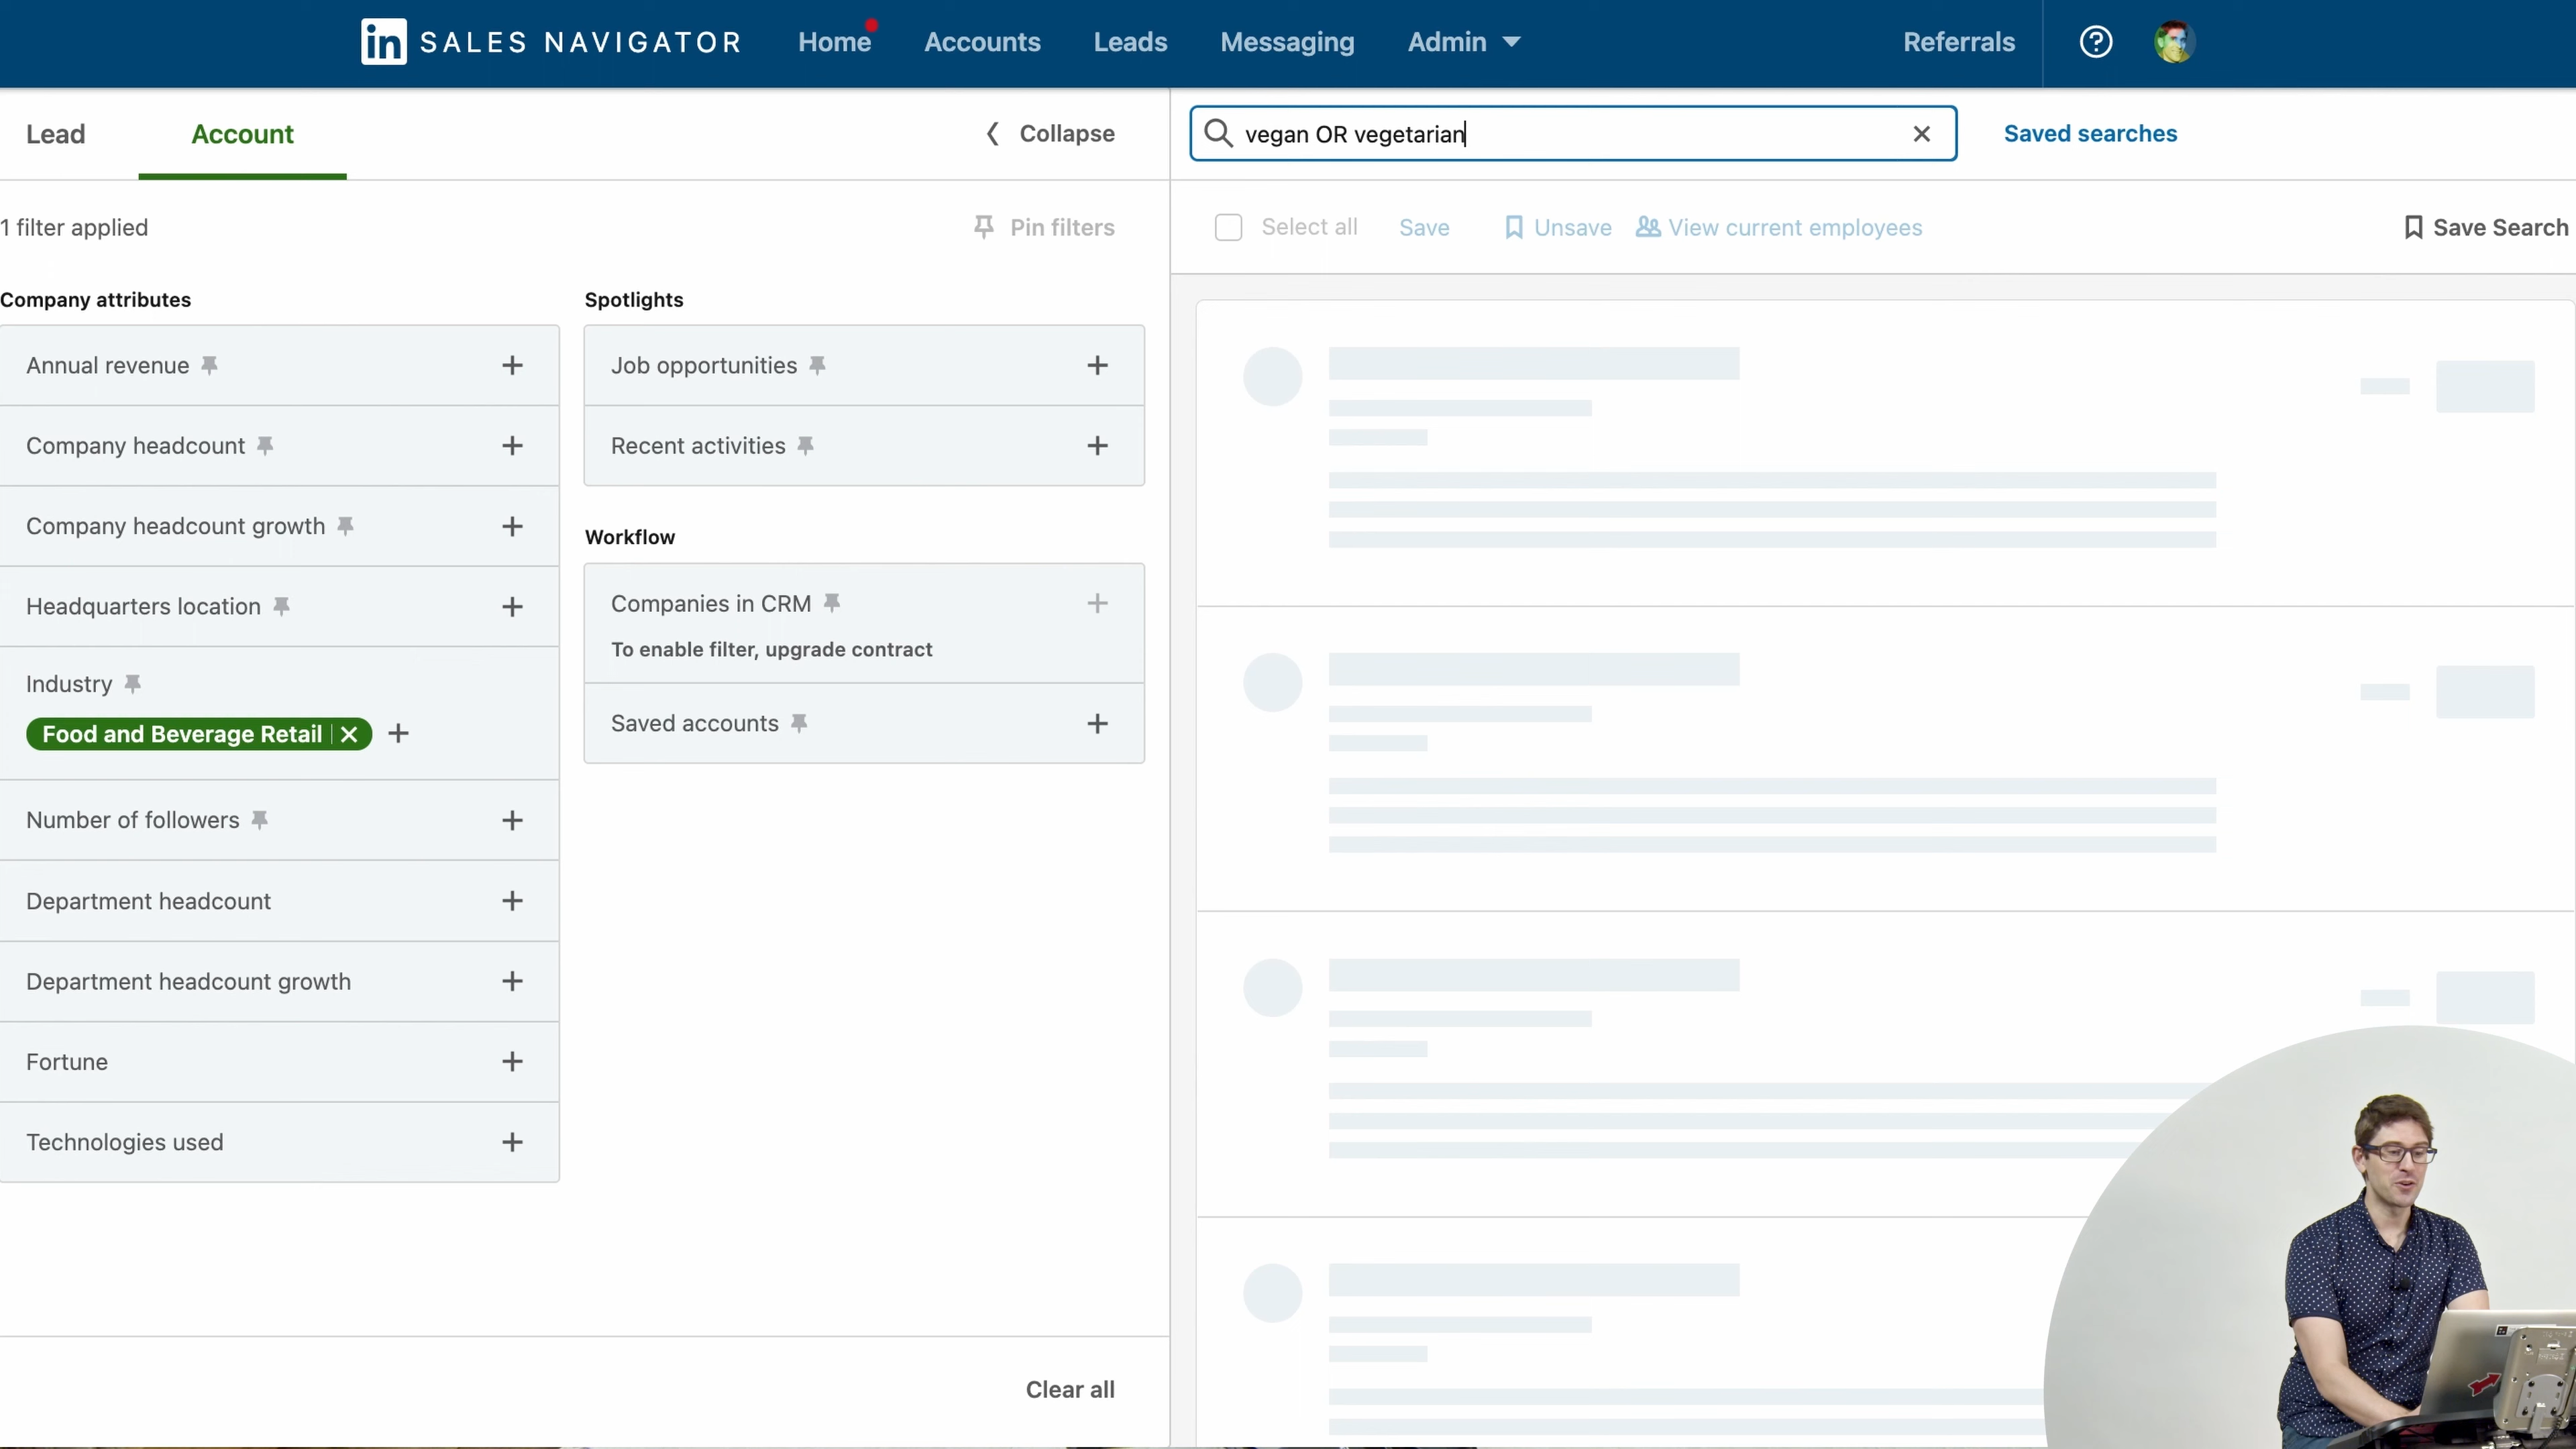 in SALES NAVIGATOR Home Accounts Leads Messaging Admin Referrals
Lead Account Collapse
vegan OR vegetarian
Saved searches
1 filter applied Pin filters
Select all Save Unsave View current employees Save Search
Company attributes
Annual revenue
Company headcount
Company headcount growth
Headquarters location
Industry
Food and Beverage Retail
Number of followers
Department headcount
Department headcount growth
Fortune
Technologies used
Spotlights
Job opportunities
Recent activities
Workflow
Companies in CRM
To enable filter, upgrade contract
Saved accounts
Clear all